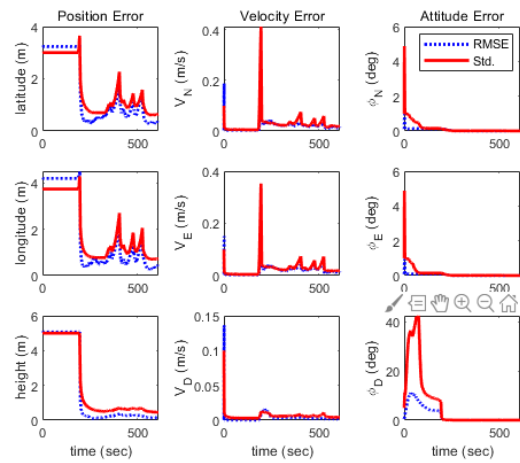 Position Error
Velocity Error
Attitude Error
latitude (m)
4
2
0
0
500
V_N (m/s)
0.4
0.2
0
0
500
ϕ_N (deg)
6
4
2
0
0
500
RMSE
Std.
longitude (m)
4
2
0
0
500
V_E (m/s)
0.4
0.2
0
0
500
ϕ_E (deg)
6
4
2
0
0
500
height (m)
6
4
2
0
0
500
time (sec)
V_D (m/s)
0.15
0.1
0.05
0
0
500
time (sec)
ϕ_D (deg)
40
20
0
0
500
time (sec)